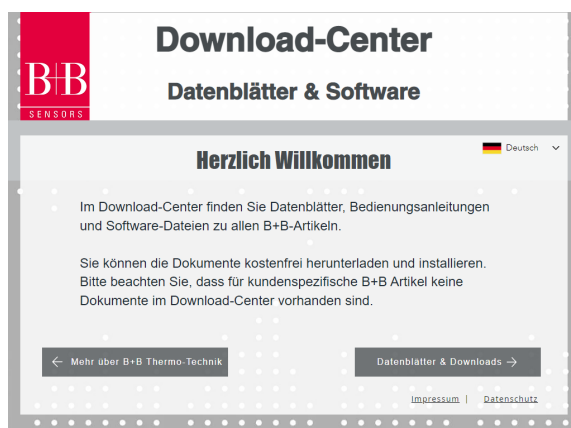 Download-Center
B+B
SENSORS
Datenblätter & Software
Herzlich Willkommen
Deutsch
Im Download-Center finden Sie Datenblätter, Bedienungsanleitungen
und Software-Dateien zu allen B+B-Artikeln.
Sie können die Dokumente kostenfrei herunterladen und installieren.
Bitte beachten Sie, dass für kundenspezifische B+B Artikel keine
Dokumente im Download-Center vorhanden sind.
← Mehr über B+B Thermo-Technik
Datenblätter & Downloads →
Impressum | Datenschutz